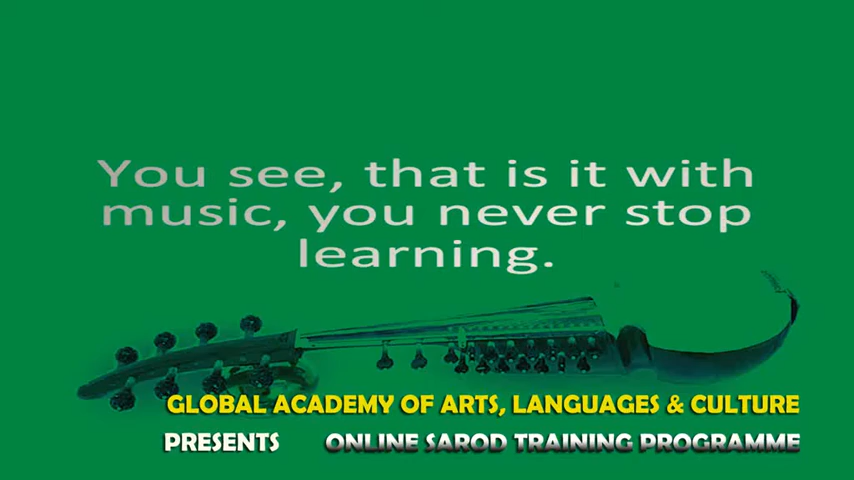 You see, that is it with
music, you never stop
learning.
GLOBAL ACADEMY OF ARTS, LANGUAGES & CULTURE
PRESENTS ONLINE SAROD TRAINING PROGRAMME